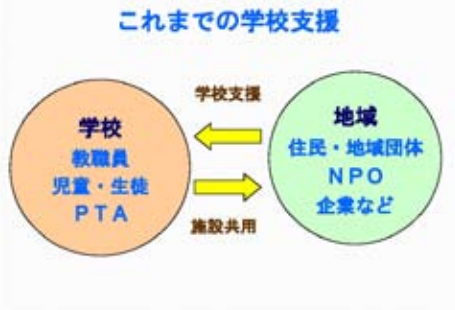 これまでの学校支援
学校支援
学校
教職員
児童・生徒
PTA
地域
住民・地域団体
NPO
企業など
施設共用